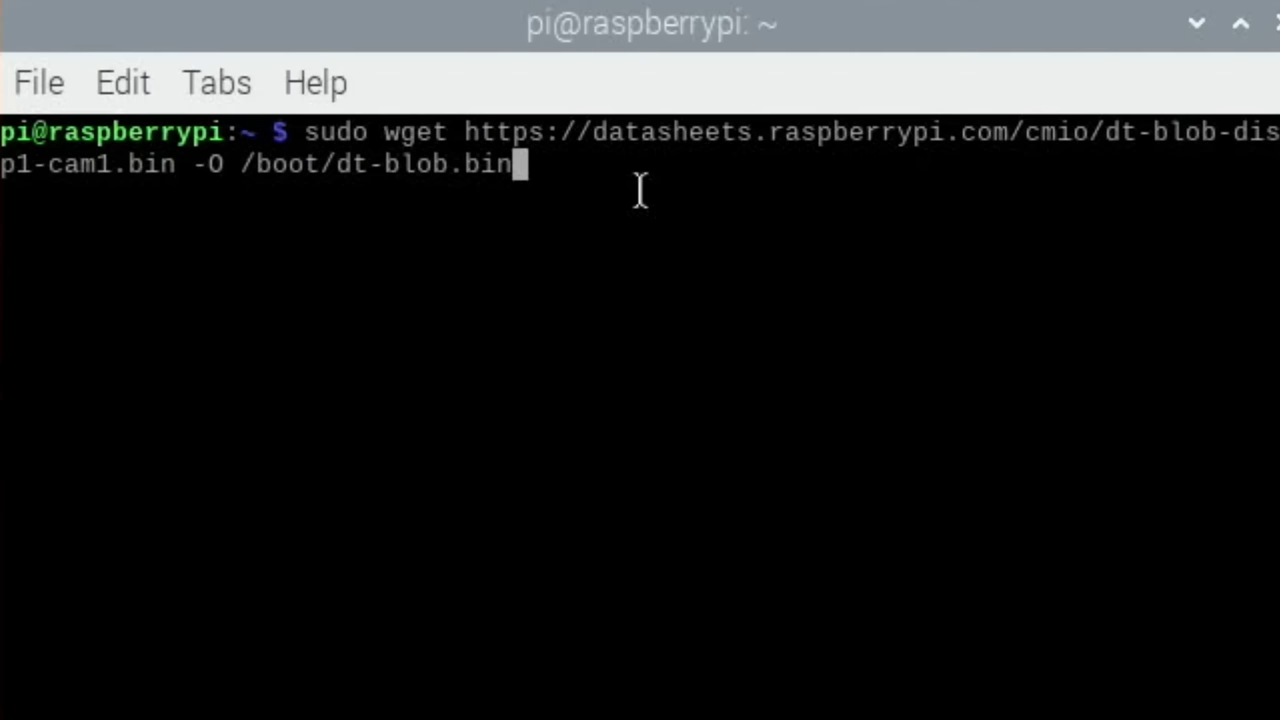 pi@raspberrypi: ~
File Edit Tabs Help
pi@raspberrypi:~ $ sudo wget https://datasheets.raspberrypi.com/cmio/dt-blob-dis
p1-cam1.bin -O /boot/dt-blob.bin